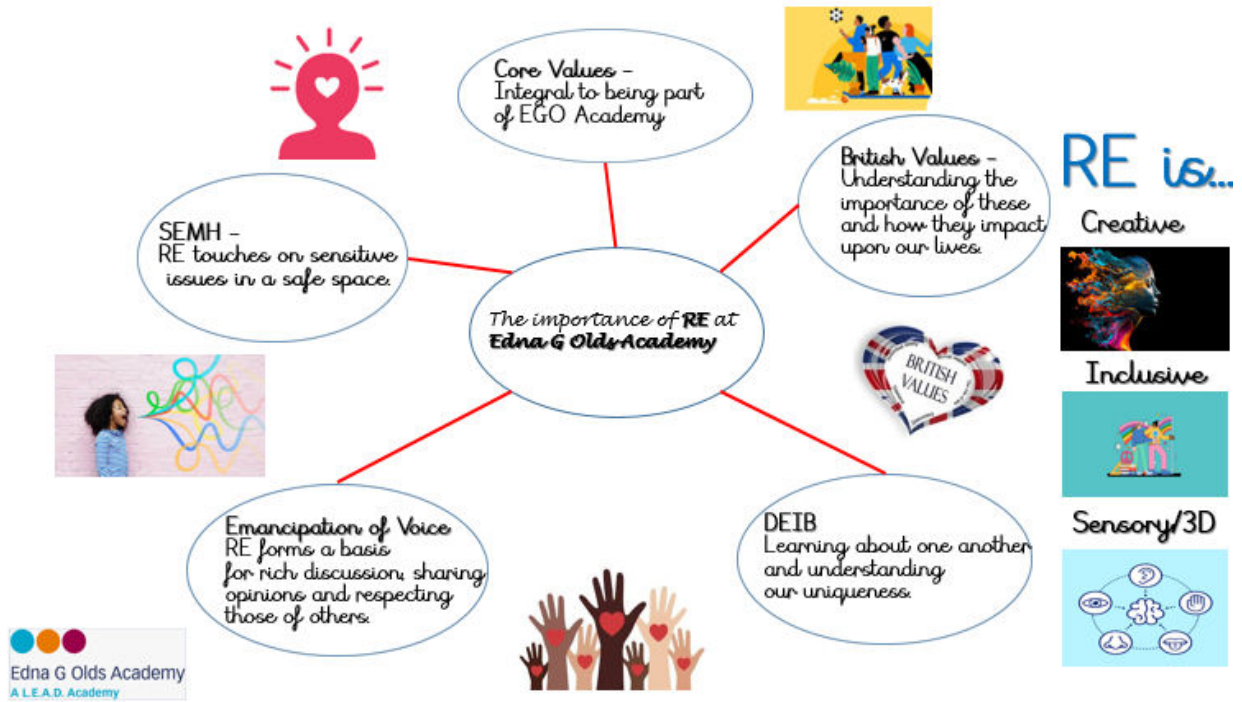 Core Values -
Integral to being part
of EGO Academy
British Values -
Understanding the
importance of these
and how they impact
upon our lives.
SEMH -
RE touches on sensitive
issues in a safe space.
The importance of RE at
Edna G Olds Academy
Emancipation of Voice
RE forms a basis
for rich discussion; sharing
opinions and respecting
those of others.
DEIB
Learning about one another
and understanding
our uniqueness.
BRITISH
VALUES
RE is...
Creative
Inclusive
Sensory/3D
Edna G Olds Academy
A L.E.A.D. Academy